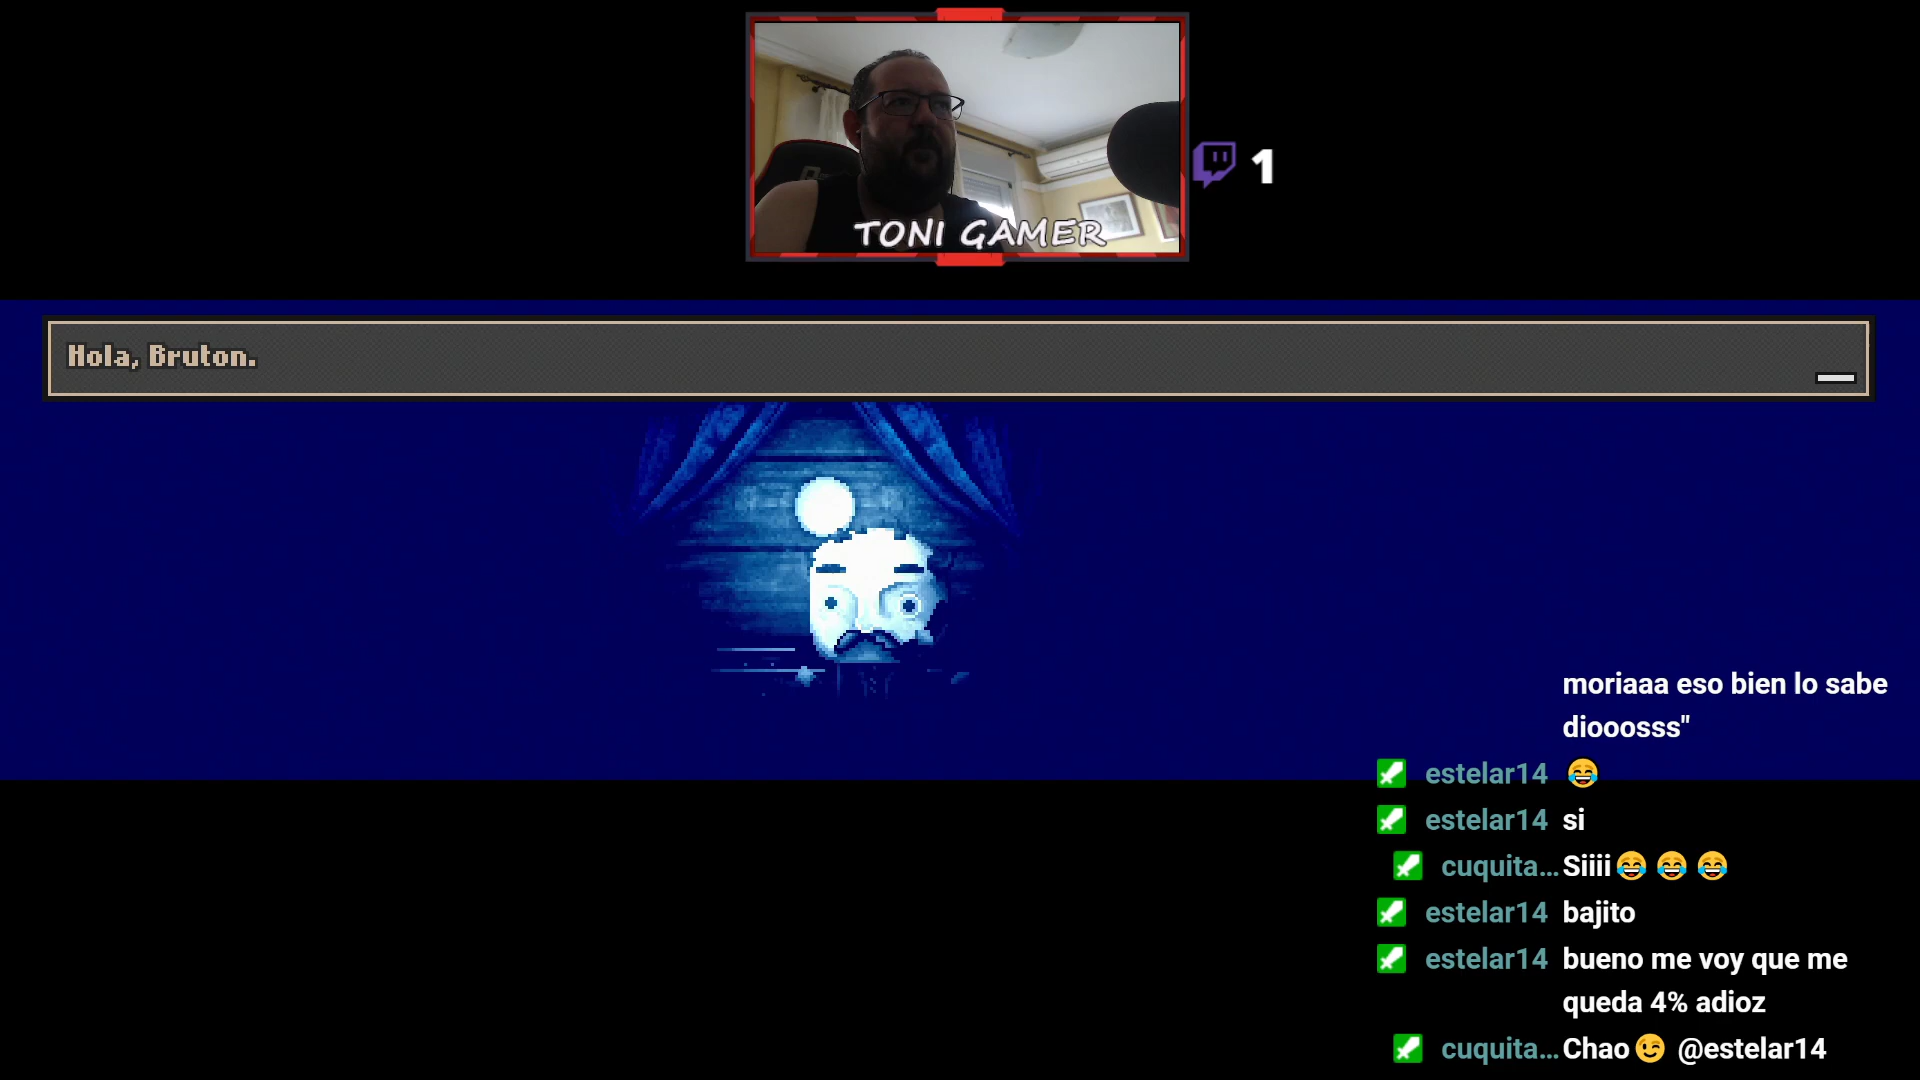 TONI GAMER
1
Hola, Bruton.
moriaaa eso bien lo sabe
diooosss"
estelar14 😂
estelar14 si
cuquita... Siiii😂 😂 😂
estelar14 bajito
estelar14 bueno me voy que me
queda 4% adioz
cuquita... Chao😉 @estelar14